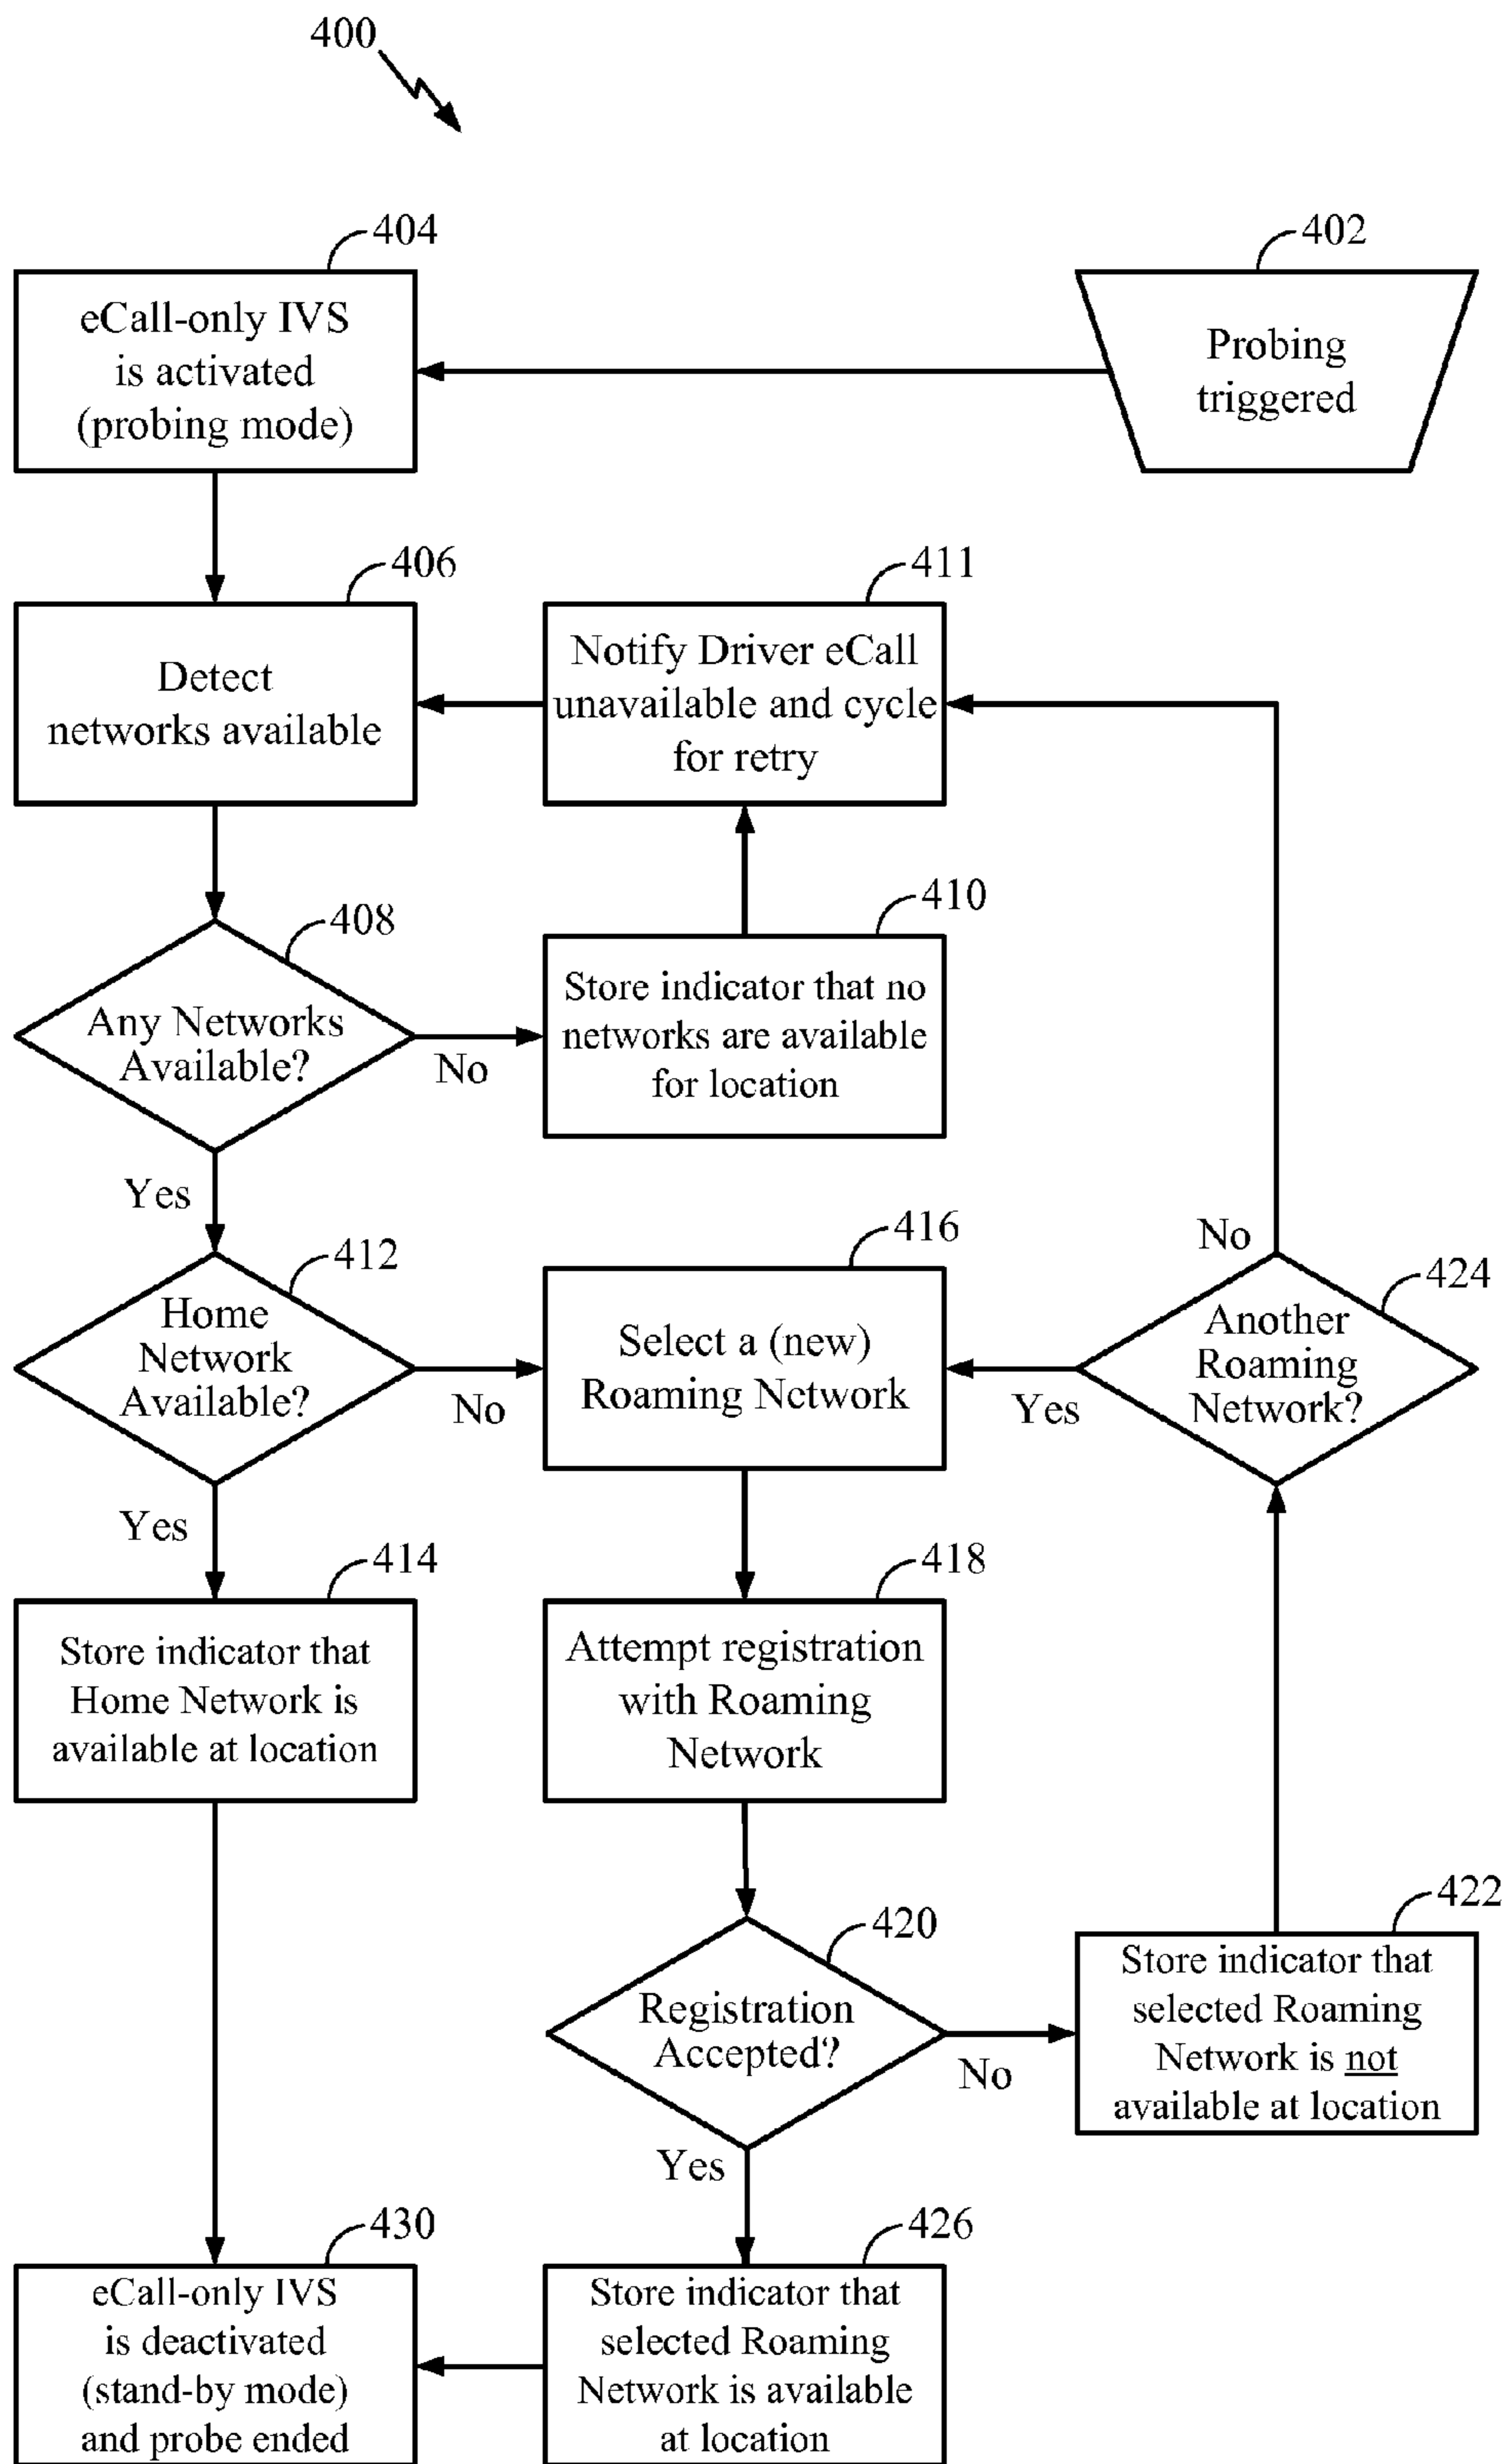 400
404
eCall-only IVS
is activated
(probing mode)
402
Probing
triggered
406
Detect
networks available
411
Notify Driver eCall
unavailable and cycle
for retry
408
Any Networks
Available?
No
Yes
410
Store indicator that no
networks are available
for location
412
Home
Network
Available?
No
Yes
416
Select a (new)
Roaming Network
424
Another
Roaming
Network?
No
Yes
414
Store indicator that
Home Network is
available at location
418
Attempt registration
with Roaming
Network
420
Registration
Accepted?
No
Yes
422
Store indicator that
selected Roaming
Network is not
available at location
430
eCall-only IVS
is deactivated
(stand-by mode)
and probe ended
426
Store indicator that
selected Roaming
Network is available
at location